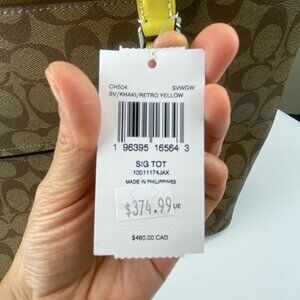 CH504 SVWGW
SV/KHAKI/RETRO YELLOW
1 96395 16564 3
SIG TOT
10011174JAX
MADE IN PHILIPPINES
$374.99 UE
$460.00 CAD